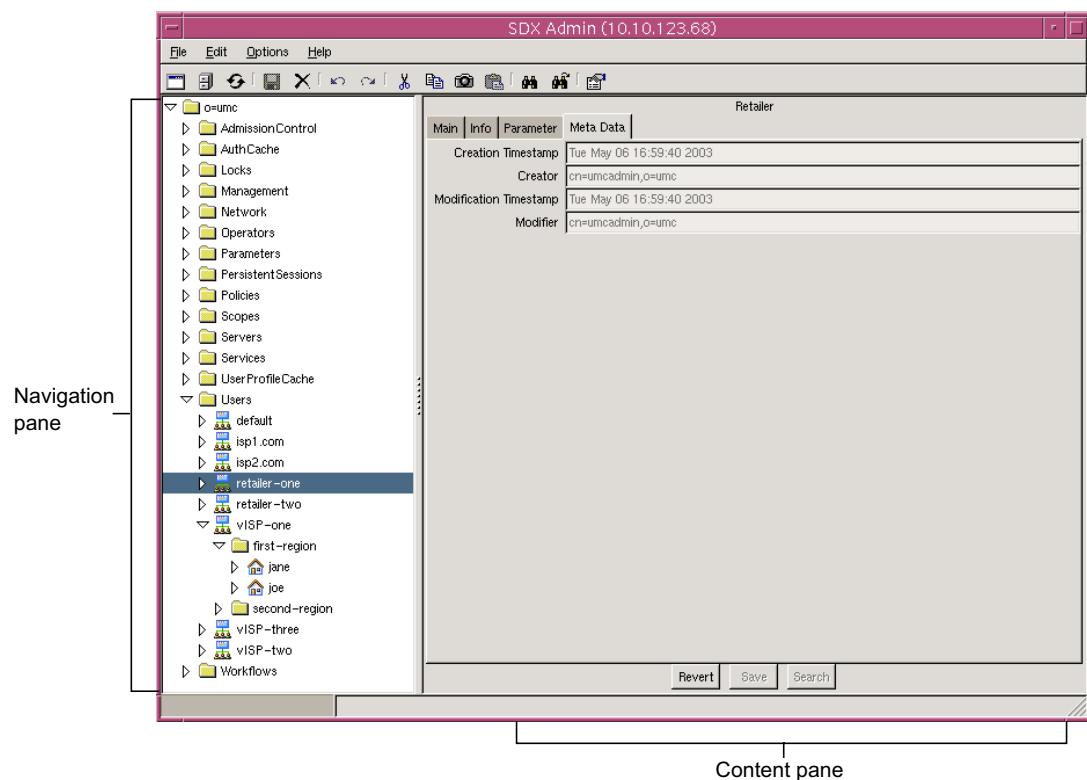 SDX Admin (10.10.123.68)
File Edit Options Help
Navigation
pane
o=umc
AdmissionControl
AuthCache
Locks
Management
Network
Operators
Parameters
PersistentSessions
Policies
Scopes
Servers
Services
UserProfileCache
Users
default
isp1.com
isp2.com
retailer-one
retailer-two
vISP-one
first-region
jane
joe
second-region
vISP-three
vISP-two
Workflows
Retailer
Main Info Parameter Meta Data
Creation Timestamp Tue May 06 16:59:40 2003
Creator cn=umcadmin,o=umc
Modification Timestamp Tue May 06 16:59:40 2003
Modifier cn=umcadmin,o=umc
Revert Save Search
Content pane